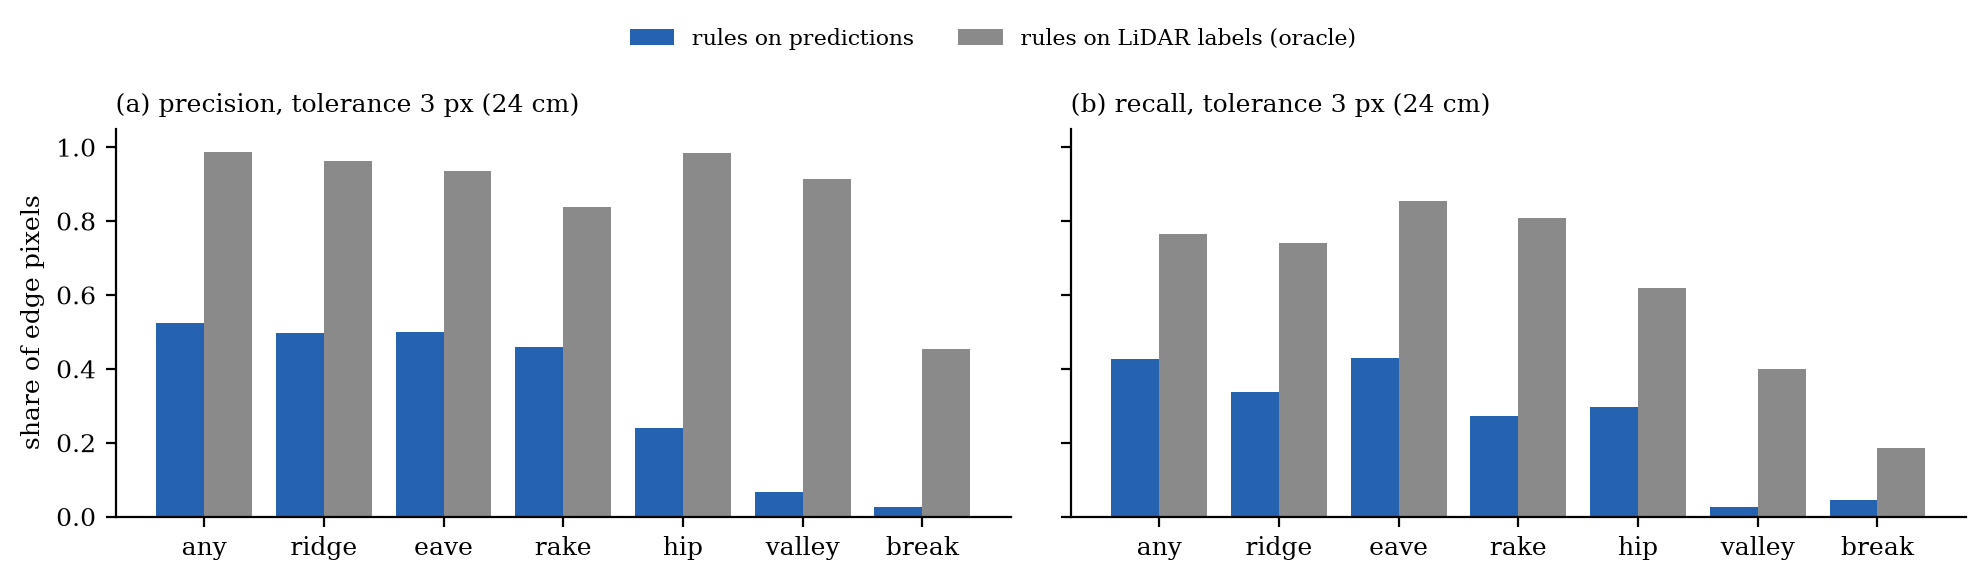 rules on predictions
rules on LiDAR labels (oracle)
(a) precision, tolerance 3 px (24 cm)
share of edge pixels
1.0
0.8
0.6
0.4
0.2
0.0
any ridge eave rake hip valley break
(b) recall, tolerance 3 px (24 cm)
any ridge eave rake hip valley break